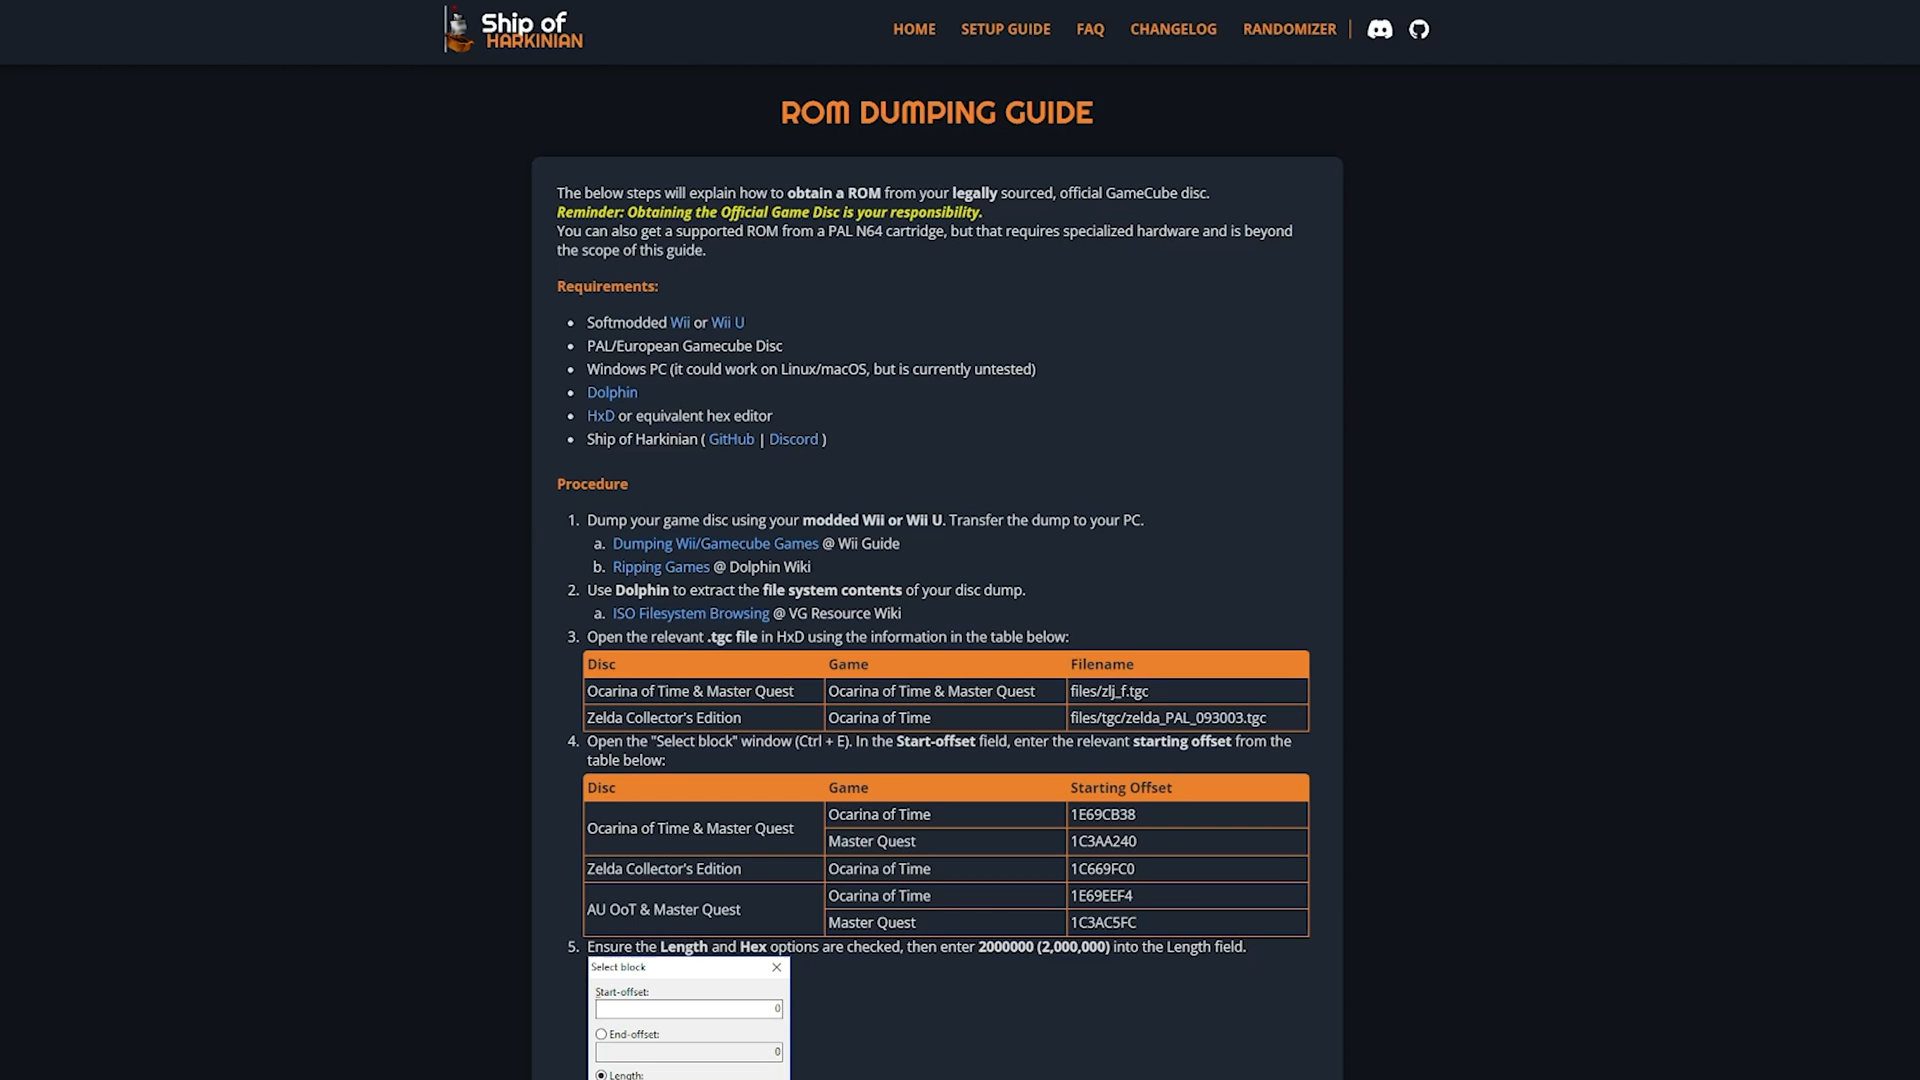 Ship of
HARKINIAN
HOME SETUP GUIDE FAQ CHANGELOG RANDOMIZER
ROM DUMPING GUIDE
The below steps will explain how to obtain a ROM from your legally sourced, official GameCube disc.
Reminder: Obtaining the Official Game Disc is your responsibility.
You can also get a supported ROM from a PAL N64 cartridge, but that requires specialized hardware and is beyond
the scope of this guide.
Requirements:
• Softmodded Wii or Wii U
• PAL/European Gamecube Disc
• Windows PC (it could work on Linux/macOS, but is currently untested)
• Dolphin
• HxD or equivalent hex editor
• Ship of Harkinian ( GitHub | Discord )
Procedure
1. Dump your game disc using your modded Wii or Wii U. Transfer the dump to your PC.
a. Dumping Wii/Gamecube Games @ Wii Guide
b. Ripping Games @ Dolphin Wiki
2. Use Dolphin to extract the file system contents of your disc dump.
a. ISO Filesystem Browsing @ VG Resource Wiki
3. Open the relevant .tgc file in HxD using the information in the table below:
Disc Game Filename
Ocarina of Time & Master Quest Ocarina of Time & Master Quest files/zlj_f.tgc
Zelda Collector's Edition Ocarina of Time files/tgc/zelda_PAL_093003.tgc
4. Open the "Select block" window (Ctrl + E). In the Start-offset field, enter the relevant starting offset from the
table below:
Disc Game Starting Offset
Ocarina of Time & Master Quest Ocarina of Time 1E69CB38
Master Quest 1C3AA240
Zelda Collector's Edition Ocarina of Time 1C669FC0
AU OoT & Master Quest Ocarina of Time 1E69EEF4
Master Quest 1C3AC5FC
5. Ensure the Length and Hex options are checked, then enter 2000000 (2,000,000) into the Length field.
Select block
Start-offset:
0
End-offset:
0
Length: